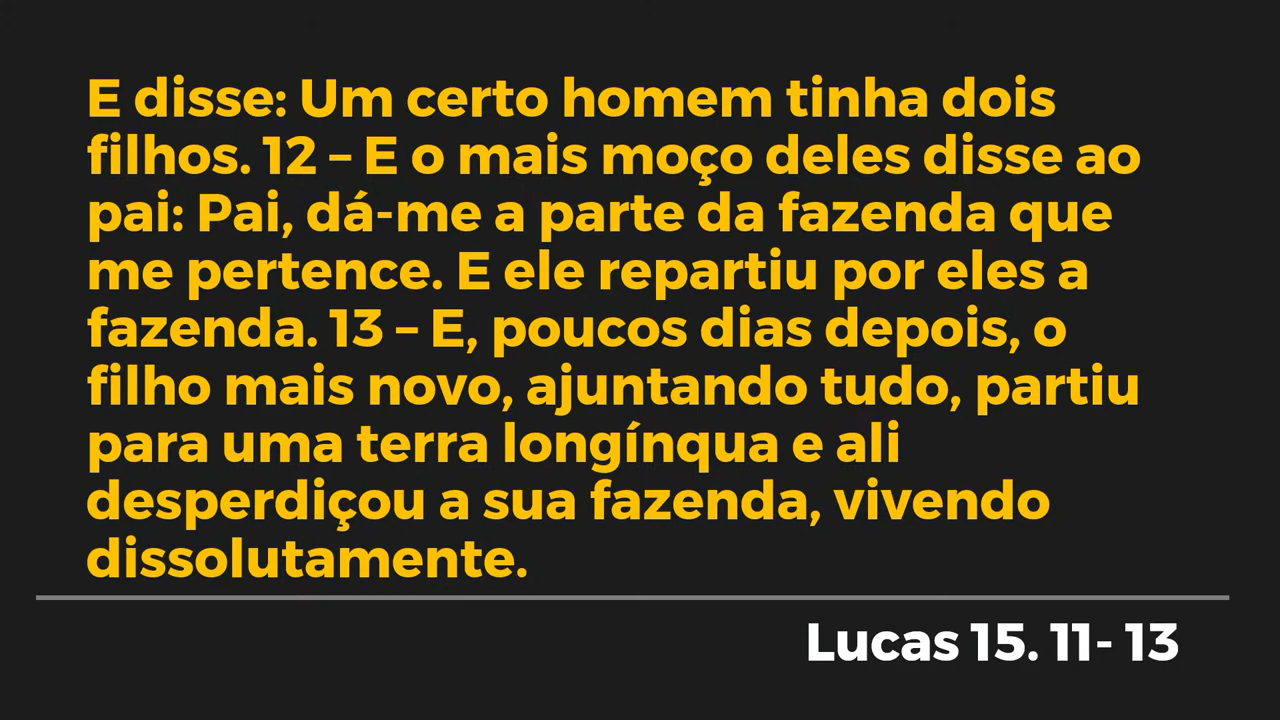 E disse: Um certo homem tinha dois
filhos. 12 – E o mais moço deles disse ao
pai: Pai, dá-me a parte da fazenda que
me pertence. E ele repartiu por eles a
fazenda. 13 – E, poucos dias depois, o
filho mais novo, ajuntando tudo, partiu
para uma terra longínqua e ali
desperdiçou a sua fazenda, vivendo
dissolutamente.
Lucas 15. 11- 13